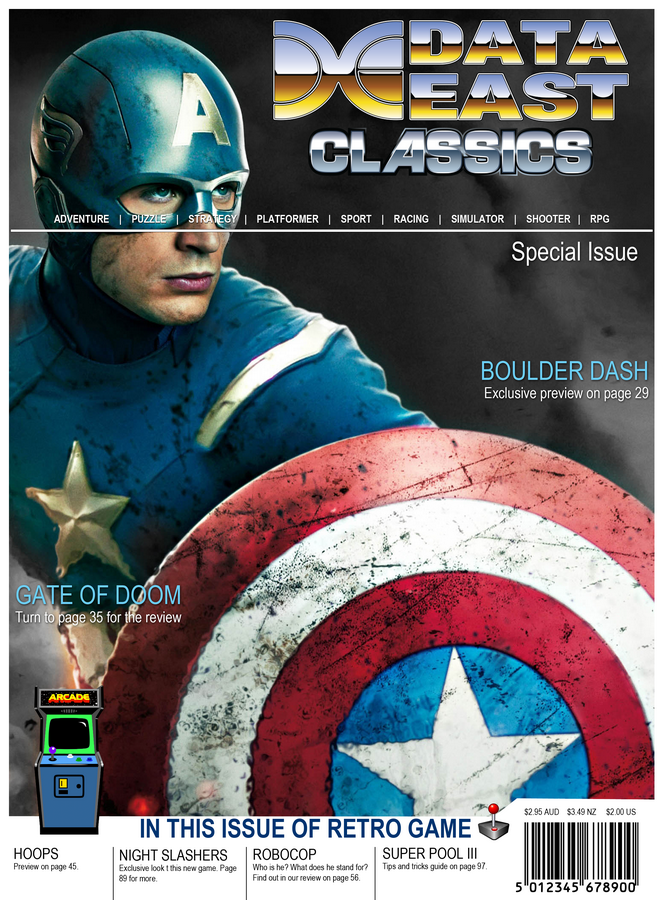 DATA
EAST
CLASSICS
A
ADVENTURE | PUZZLE | STRATEGY | PLATFORMER | SPORT | RACING | SIMULATOR | SHOOTER | RPG
Special Issue
BOULDER DASH
Exclusive preview on page 29
GATE OF DOOM
Turn to page 35 for the review
ARCADE
IN THIS ISSUE OF RETRO GAME
$2.95 AUD $3.49 NZ $2.00 US
HOOPS
Preview on page 45.
NIGHT SLASHERS
Exclusive look t this new game. Page
89 for more.
ROBOCOP
Who is he? What does he stand for?
Find out in our review on page 56.
SUPER POOL III
Tips and tricks guide on page 97.
5 012345 678900